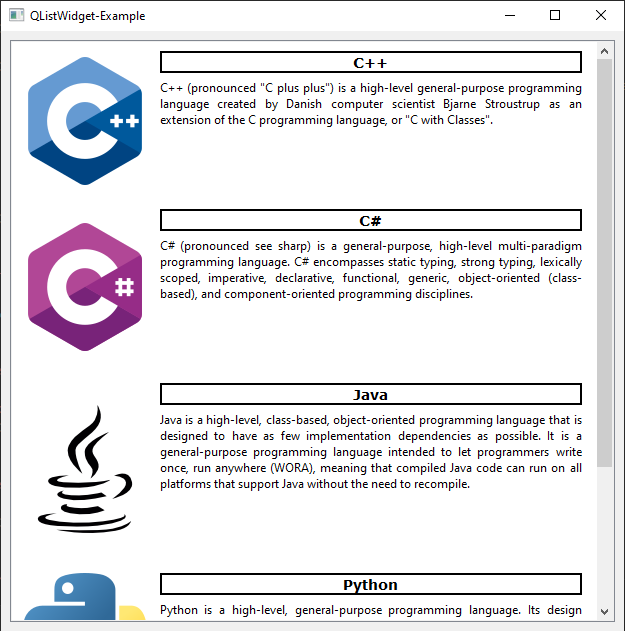 QListWidget-Example
++
C++
C++ (pronounced "C plus plus") is a high-level general-purpose programming
language created by Danish computer scientist Bjarne Stroustrup as an
extension of the C programming language, or "C with Classes".
#
C#
C# (pronounced see sharp) is a general-purpose, high-level multi-paradigm
programming language. C# encompasses static typing, strong typing, lexically
scoped, imperative, declarative, functional, generic, object-oriented (class-
based), and component-oriented programming disciplines.
Java
Java is a high-level, class-based, object-oriented programming language that is
designed to have as few implementation dependencies as possible. It is a
general-purpose programming language intended to let programmers write
once, run anywhere (WORA), meaning that compiled Java code can run on all
platforms that support Java without the need to recompile.
Python
Python is a high-level, general-purpose programming language. Its design